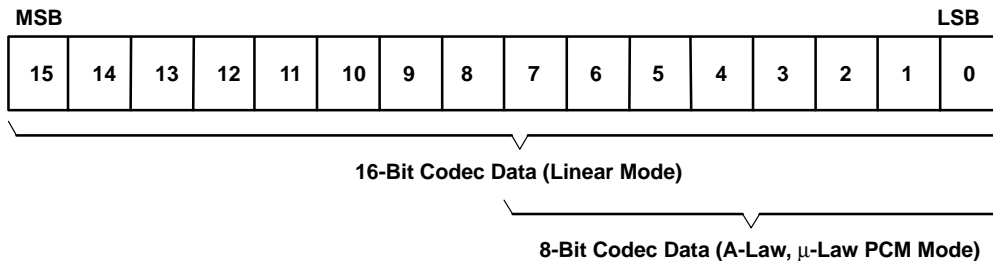 MSB LSB
15 14 13 12 11 10 9 8 7 6 5 4 3 2 1 0
16-Bit Codec Data (Linear Mode)
8-Bit Codec Data (A-Law, μ-Law PCM Mode)